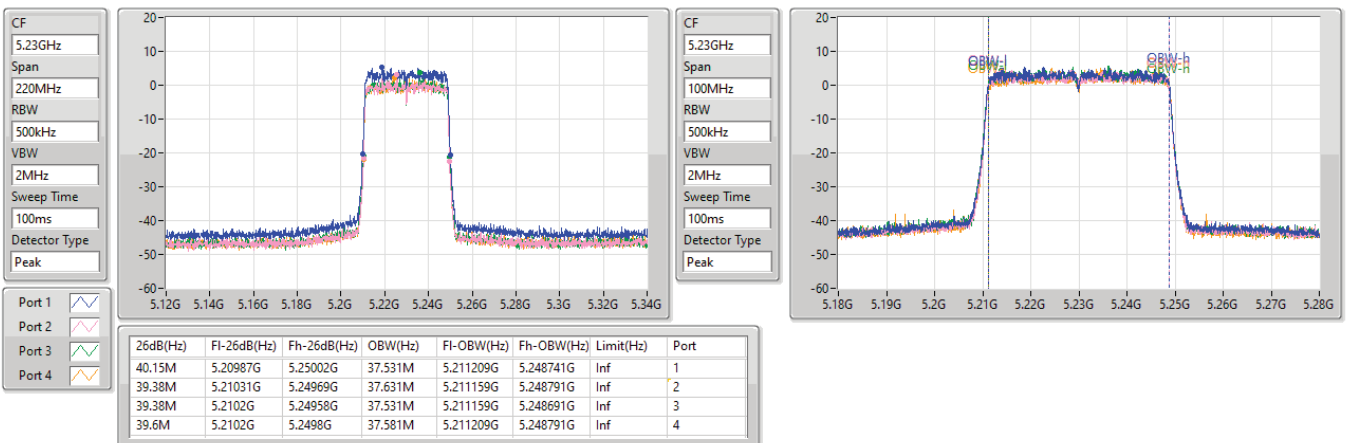 CF
5.23GHz
Span
220MHz
RBW
500kHz
VBW
2MHz
Sweep Time
100ms
Detector Type
Peak
20
10
0
-10
-20
-30
-40
-50
-60
5.12G 5.14G 5.16G 5.18G 5.2G 5.22G 5.24G 5.26G 5.28G 5.3G 5.32G 5.34G
CF
5.23GHz
Span
100MHz
RBW
500kHz
VBW
2MHz
Sweep Time
100ms
Detector Type
Peak
20
10
0
-10
-20
-30
-40
-50
-60
OBW-l
OBW-h
OBW-h
5.18G 5.19G 5.2G 5.21G 5.22G 5.23G 5.24G 5.25G 5.26G 5.27G 5.28G
Port 1
Port 2
Port 3
Port 4
26dB(Hz) Fl-26dB(Hz) Fh-26dB(Hz) OBW(Hz) Fl-OBW(Hz) Fh-OBW(Hz) Limit(Hz) Port
40.15M 5.20987G 5.25002G 37.531M 5.211209G 5.248741G Inf 1
39.38M 5.21031G 5.24969G 37.631M 5.211159G 5.248791G Inf 2
39.38M 5.2102G 5.24958G 37.531M 5.211159G 5.248691G Inf 3
39.6M 5.2102G 5.2498G 37.581M 5.211209G 5.248791G Inf 4